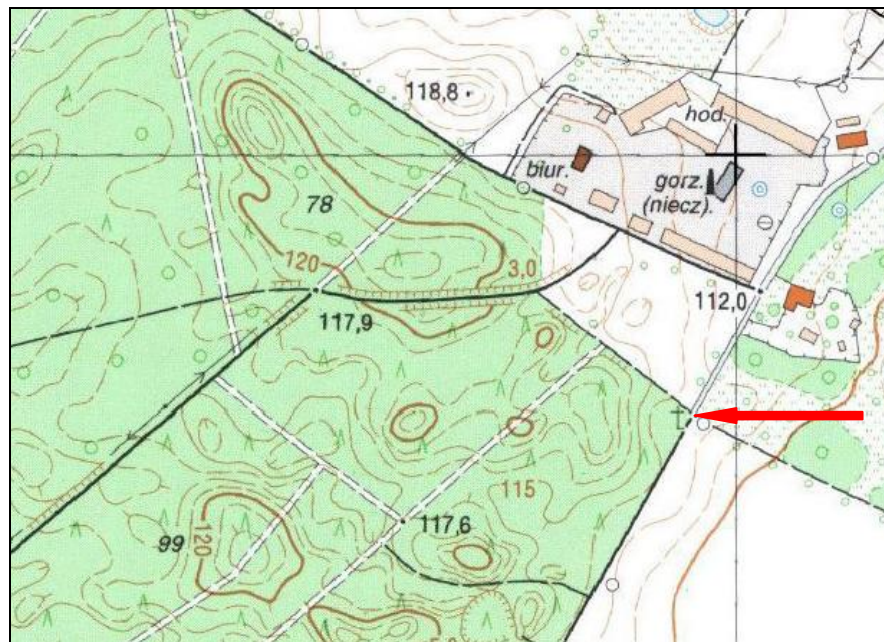 118,8
hod.
biur.
gorz.
(niecz).
78
120
3,0
117,9
112,0
115
117,6
99
120